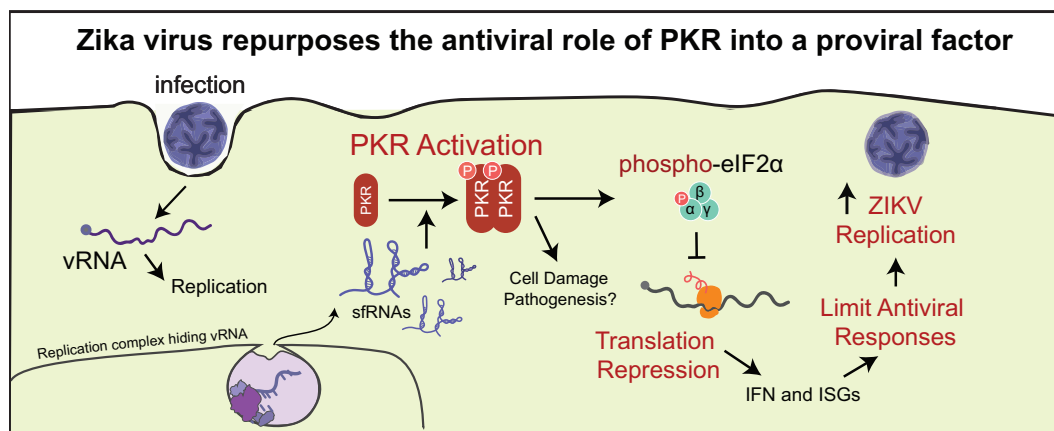 Zika virus repurposes the antiviral role of PKR into a proviral factor
infection
vRNA
Replication
Replication complex hiding vRNA
PKR Activation
PKR
P
P
PKR
PKR
sfRNAs
Cell Damage
Pathogenesis?
phospho-eIF2α
P
β
α
γ
Translation
Repression
IFN and ISGs
Limit Antiviral
Responses
ZIKV
Replication